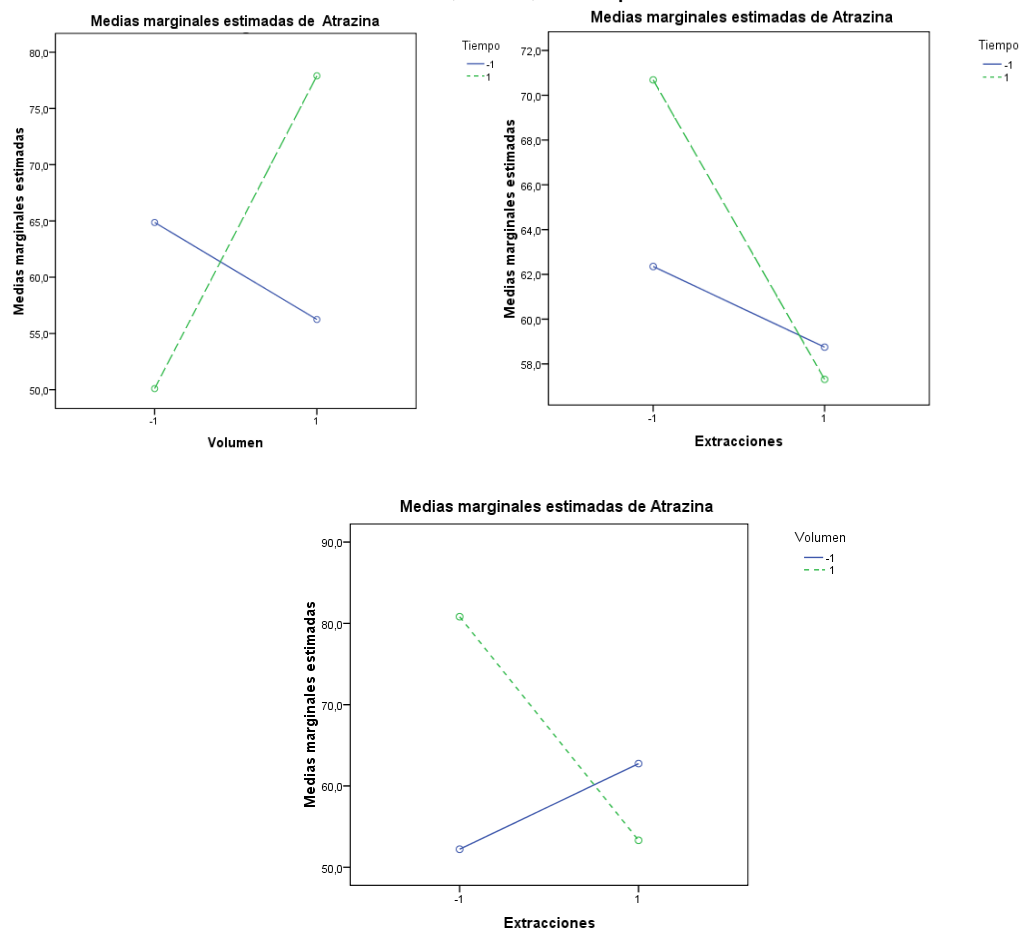 Medias marginales estimadas de Atrazina
Tiempo
-1
1
Medias marginales estimadas
80,0
75,0
70,0
65,0
60,0
55,0
50,0
-1
1
Volumen
Medias marginales estimadas de Atrazina
Tiempo
-1
1
Medias marginales estimadas
72,0
70,0
68,0
66,0
64,0
62,0
60,0
58,0
-1
1
Extracciones
Medias marginales estimadas de Atrazina
Volumen
-1
1
Medias marginales estimadas
90,0
80,0
70,0
60,0
50,0
-1
1
Extracciones